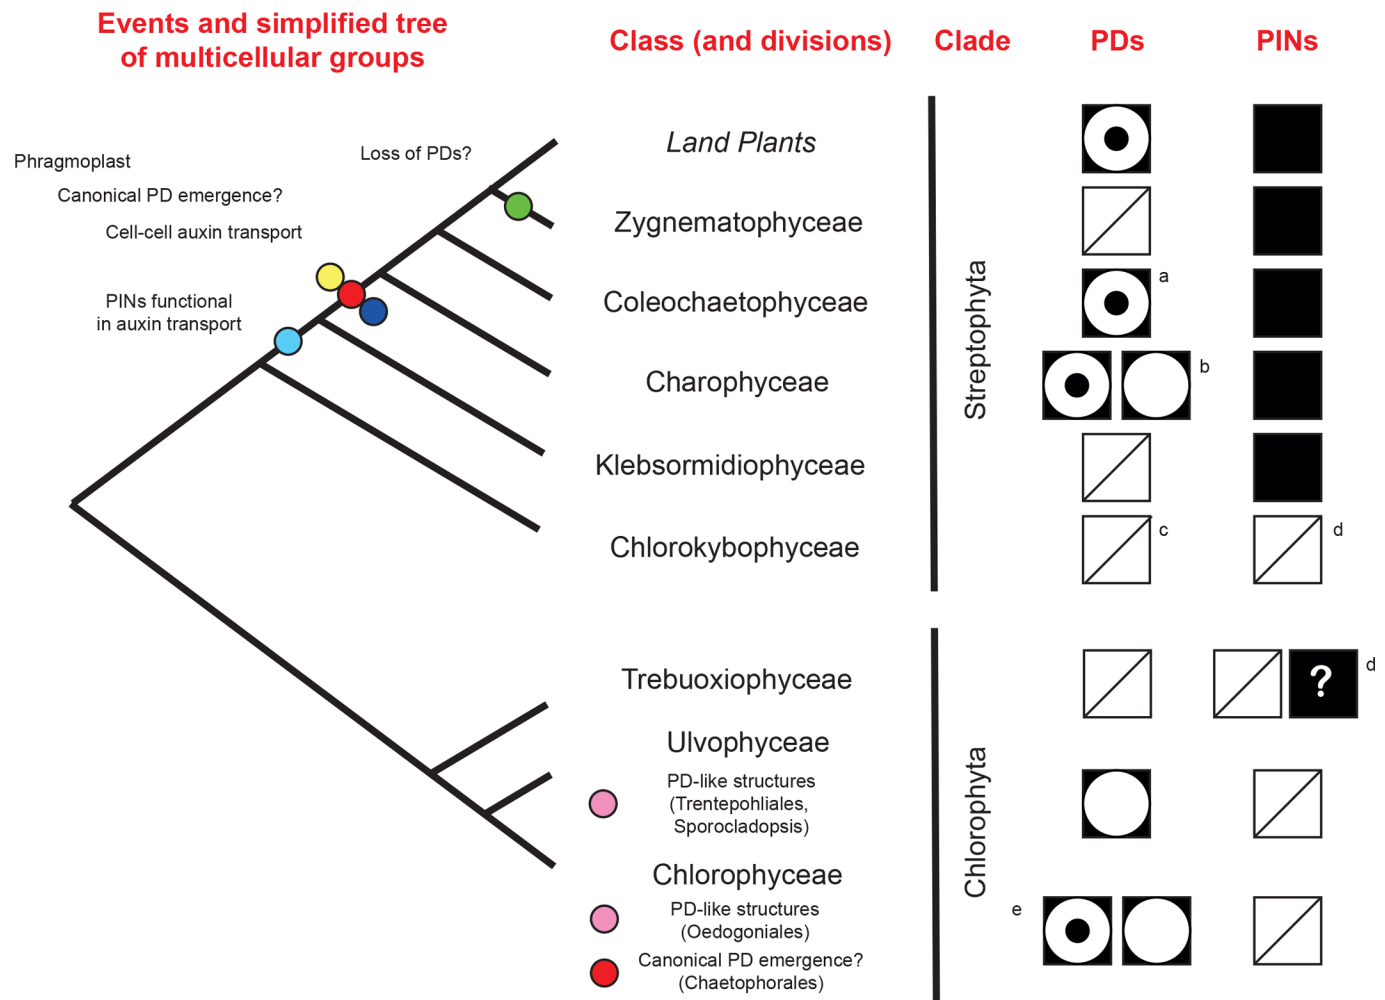 Events and simplified tree
of multicellular groups
Class (and divisions)
Clade
PDs
PINs
Phragmoplast
Canonical PD emergence?
Cell-cell auxin transport
PINs functional
in auxin transport
Loss of PDs?
Land Plants
Zygnematophyceae
Coleochaetophyceae
a
Charophyceae
b
Klebsormidiophyceae
Chlorokybophyceae
c
d
Streptophyta
Trebuoxiophyceae
?
d
Ulvophyceae
PD-like structures
(Trentepohliales,
Sporocladopsis)
Chlorophyceae
PD-like structures
(Oedogoniales)
Canonical PD emergence?
(Chaetophorales)
e
Chlorophyta